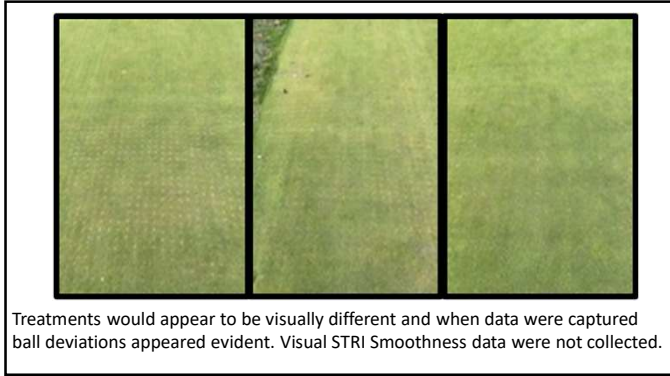 Treatments would appear to be visually different and when data were captured
ball deviations appeared evident. Visual STRI Smoothness data were not collected.